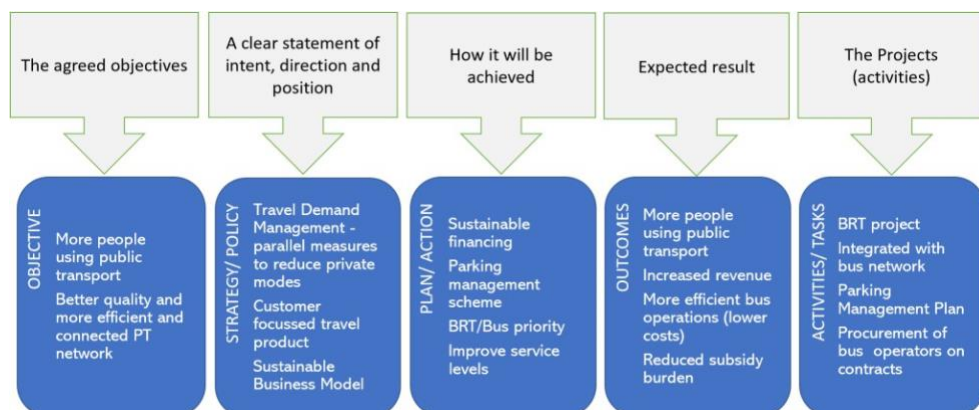 The agreed objectives
A clear statement of
intent, direction and
position
How it will be
achieved
Expected result
The Projects
(activities)
OBJECTIVE
More people
using public
transport
Better quality and
more efficient and
connected PT
network
STRATEGY/ POLICY
Travel Demand
Management -
parallel measures
to reduce private
modes
Customer
focussed travel
product
Sustainable
Business Model
PLAN/ ACTION
Sustainable
financing
Parking
management
scheme
BRT/Bus priority
Improve service
levels
OUTCOMES
More people
using public
transport
Increased revenue
More efficient bus
operations (lower
costs)
Reduced subsidy
burden
ACTIVITIES/ TASKS
BRT project
Integrated with
bus network
Parking
Management Plan
Procurement of
bus operators on
contracts